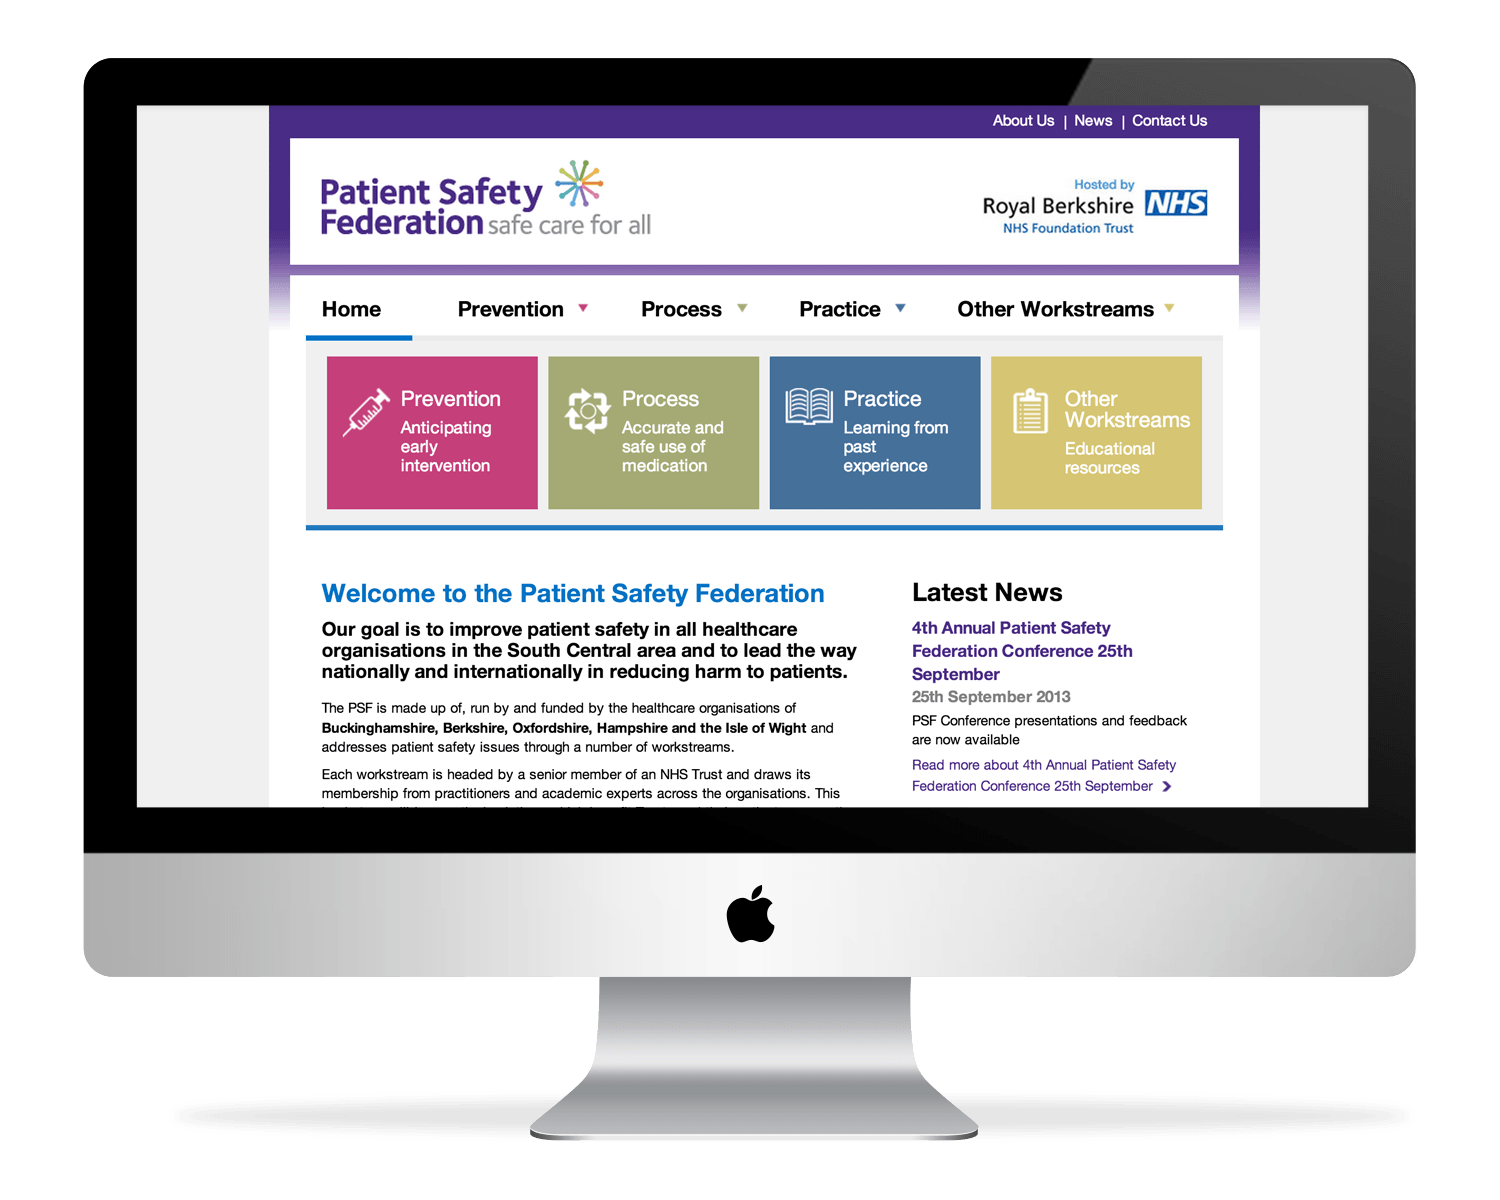 About Us | News | Contact Us
Patient Safety
Federation safe care for all
Hosted by
Royal Berkshire NHS
NHS Foundation Trust
Home Prevention Process Practice Other Workstreams
Prevention
Anticipating
early
intervention
Process
Accurate and
safe use of
medication
Practice
Learning from
past
experience
Other
Workstreams
Educational
resources
Welcome to the Patient Safety Federation
Our goal is to improve patient safety in all healthcare
organisations in the South Central area and to lead the way
nationally and internationally in reducing harm to patients.
The PSF is made up of, run by and funded by the healthcare organisations of
Buckinghamshire, Berkshire, Oxfordshire, Hampshire and the Isle of Wight and
addresses patient safety issues through a number of workstreams.
Each workstream is headed by a senior member of an NHS Trust and draws its
membership from practitioners and academic experts across the organisations. This
Latest News
4th Annual Patient Safety
Federation Conference 25th
September
25th September 2013
PSF Conference presentations and feedback
are now available
Read more about 4th Annual Patient Safety
Federation Conference 25th September